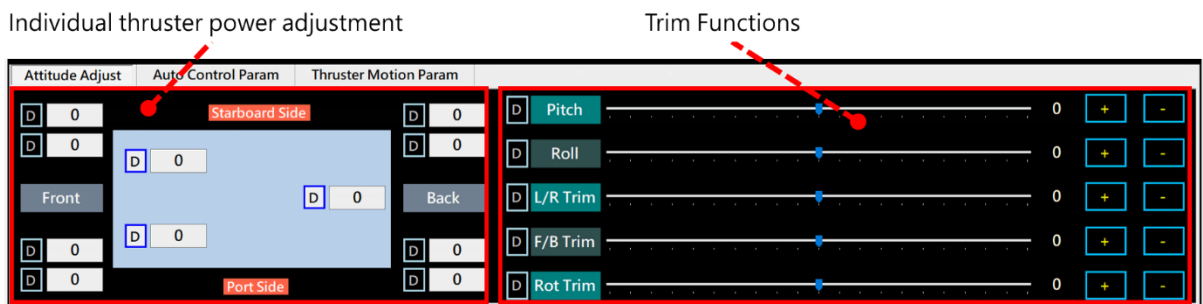 Individual thruster power adjustment
Trim Functions
Attitude Adjust Auto Control Param Thruster Motion Param
D 0 Starboard Side D 0
D 0 D 0
D 0
Front D 0 Back
D 0
D 0 D 0
D 0 Port Side D 0
D Pitch 0 + -
D Roll 0 + -
D L/R Trim 0 + -
D F/B Trim 0 + -
D Rot Trim 0 + -